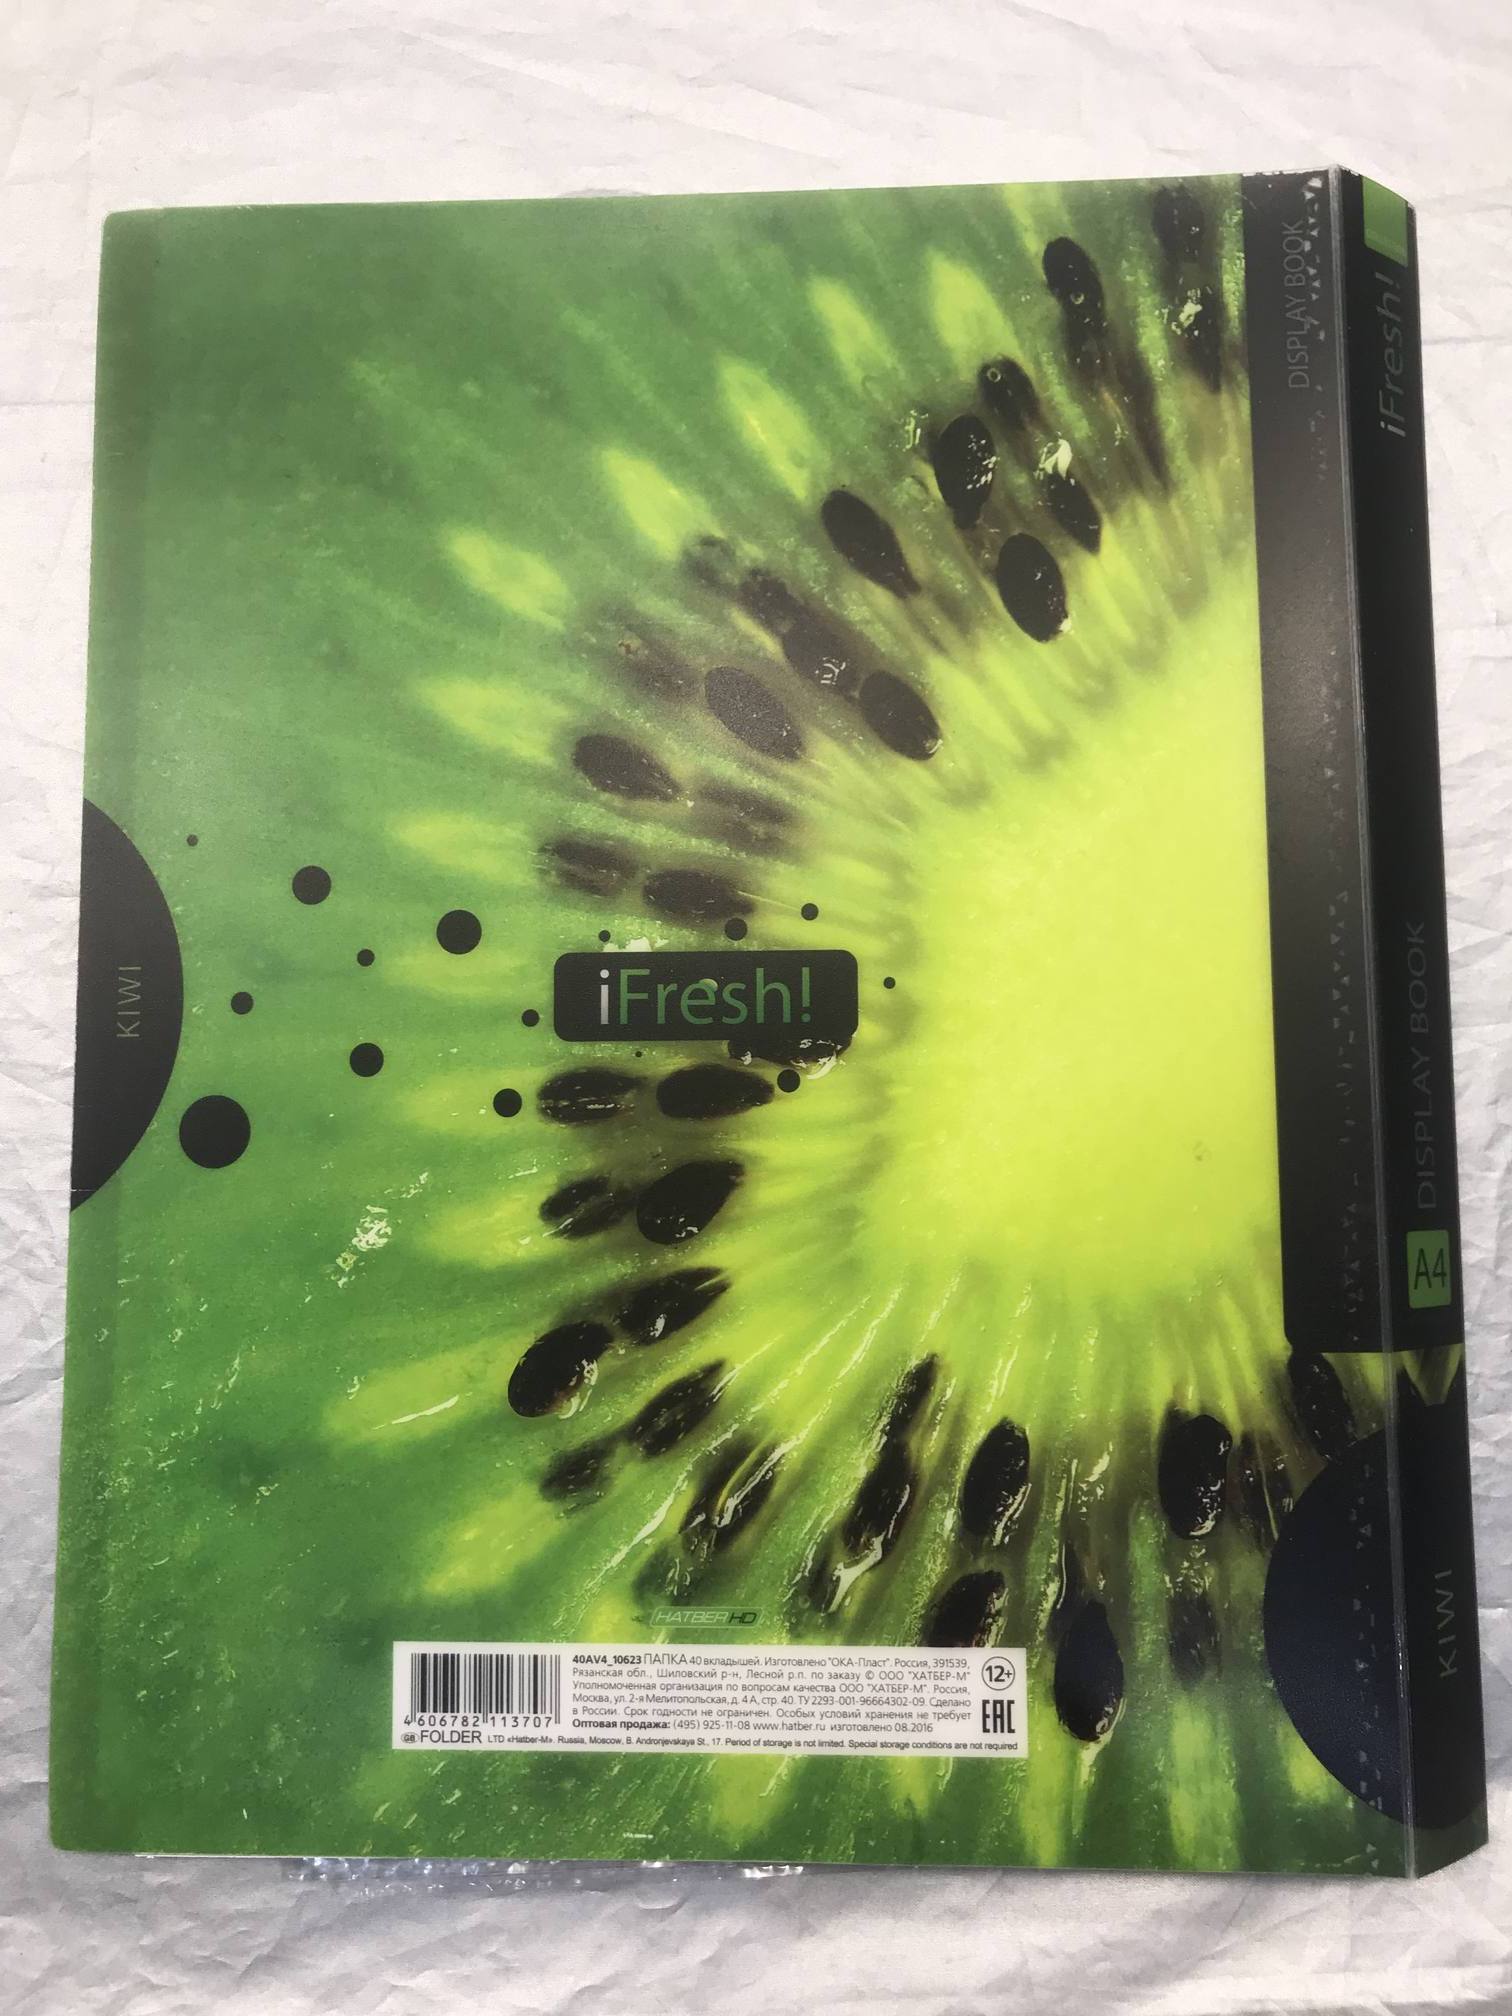 DISPLAY BOOK
iFresh!
KIWI
iFresh!
DISPLAY BOOK
A4
KIWI
HATBER HD
40AV4_10623 ПАПКА 40 вкладышей. Изготовлено "ОКА-Пласт". Россия, 391539,
Рязанская обл., Шиловский р-н, Лесной р.п. по заказу © ООО "ХАТБЕР-М"
Уполномоченная организация по вопросам качества ООО "ХАТБЕР-М". Россия,
Москва, ул. 2-я Мелитопольская, д. 4 А, стр. 40. ТУ 2293-001-96664302-09. Сделано
в России. Срок годности не ограничен. Особых условий хранения не требует
Оптовая продажа: (495) 925-11-08 www.hatber.ru изготовлено 08.2016
12+
EAC
4 606782 113707
GB FOLDER LTD «Hatber-M». Russia, Moscow, B. Andronjevskaya St., 17. Period of storage is not limited. Special storage conditions are not required